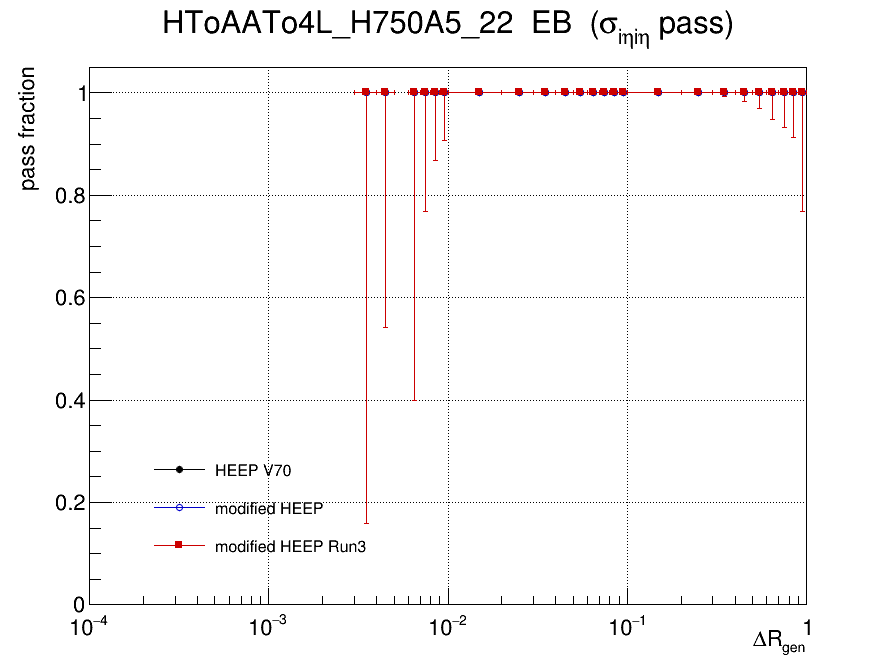 HToAATo4L_H750A5_22 EB (σiηiη pass)
pass fraction
1
0.8
0.6
0.4
0.2
0
HEEP V70
modified HEEP
modified HEEP Run3
10−4 10−3 10−2 10−1 1
ΔRgen